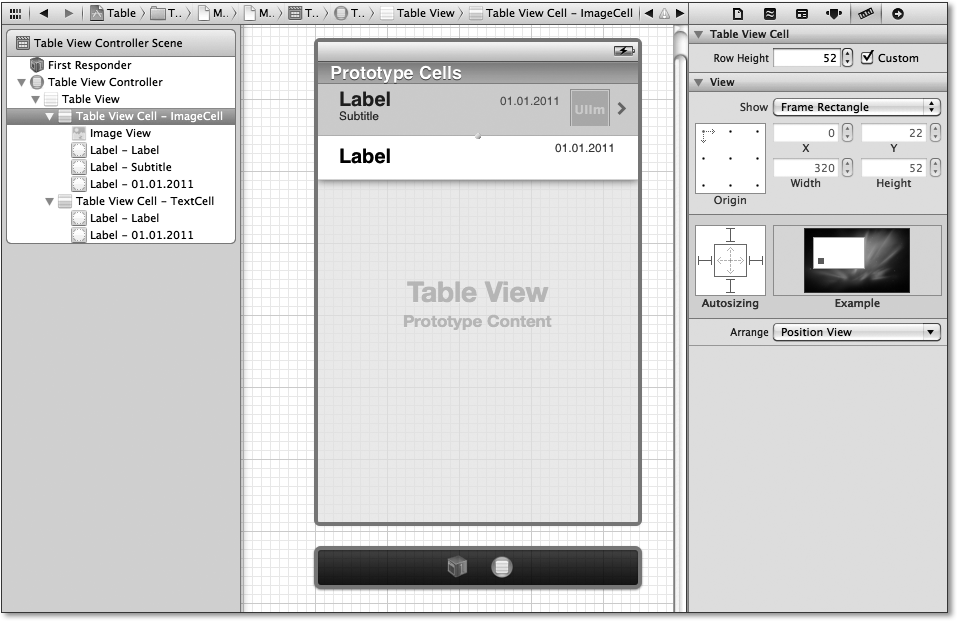 Table T.. M.. M.. T.. T.. Table View Table View Cell – ImageCell
Table View Controller Scene
First Responder
Table View Controller
Table View
Table View Cell – ImageCell
Image View
Label – Label
Label – Subtitle
Label – 01.01.2011
Table View Cell – TextCell
Label – Label
Label – 01.01.2011
Prototype Cells
Label
Subtitle
01.01.2011
UIIm
Label
01.01.2011
Table View
Prototype Content
Table View Cell
Row Height 52 Custom
View
Show Frame Rectangle
0 22
X Y
320 52
Width Height
Origin
Autosizing
Example
Arrange Position View